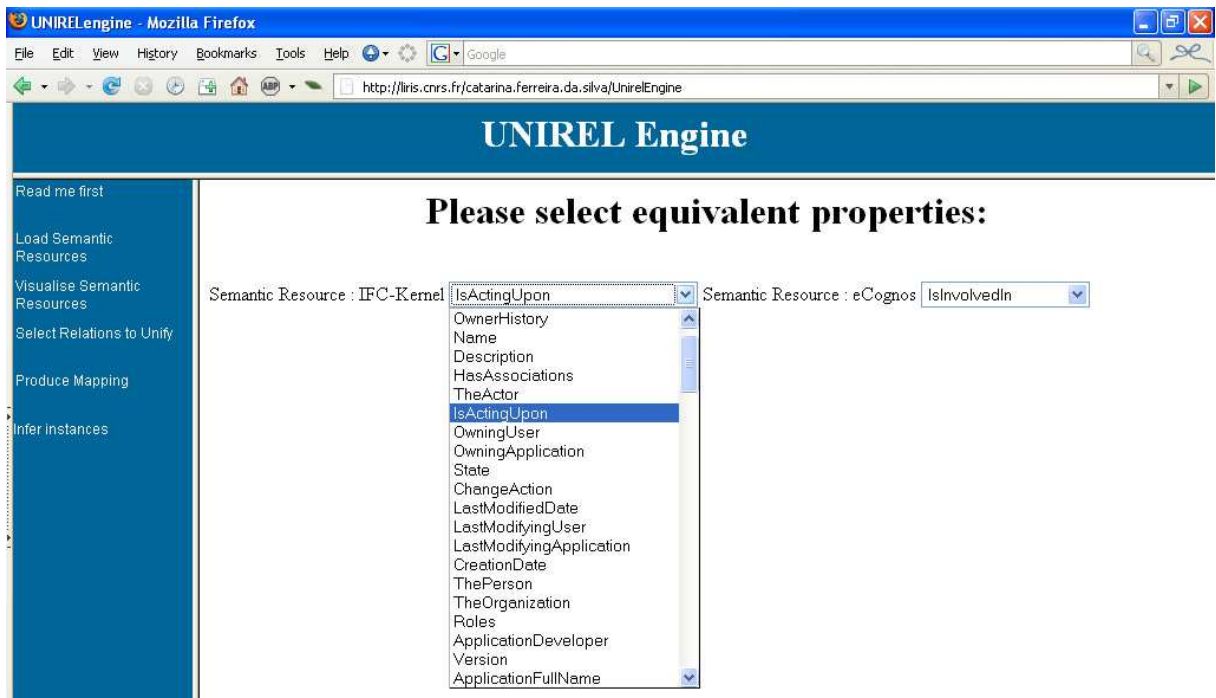 UNIRELengine - Mozilla Firefox
File Edit View History Bookmarks Tools Help G Google
ABP http://liris.cnrs.fr/catarina.ferreira.da.silva/UnirelEngine
UNIREL Engine
Read me first
Load Semantic
Resources
Visualise Semantic
Resources
Select Relations to Unify
Produce Mapping
Infer instances
Please select equivalent properties:
Semantic Resource : IFC-Kernel IsActingUpon Semantic Resource : eCognos IsInvolvedIn
OwnerHistory
Name
Description
HasAssociations
TheActor
IsActingUpon
OwningUser
OwningApplication
State
ChangeAction
LastModifiedDate
LastModifyingUser
LastModifyingApplication
CreationDate
ThePerson
TheOrganization
Roles
ApplicationDeveloper
Version
ApplicationFullName